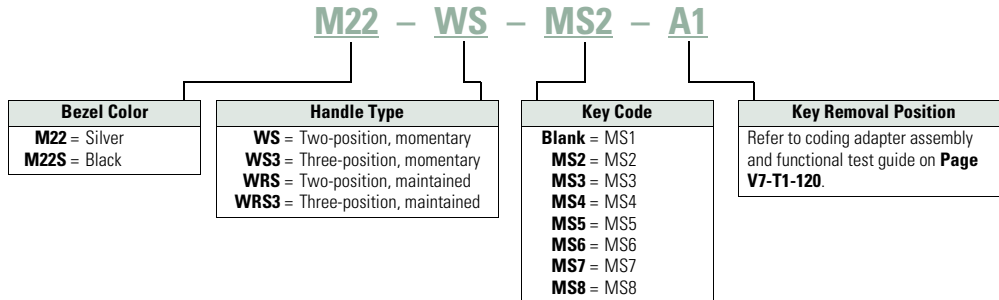 M22 – WS – MS2 – A1
Bezel Color
M22 = Silver
M22S = Black
Handle Type
WS = Two-position, momentary
WS3 = Three-position, momentary
WRS = Two-position, maintained
WRS3 = Three-position, maintained
Key Code
Blank = MS1
MS2 = MS2
MS3 = MS3
MS4 = MS4
MS5 = MS5
MS6 = MS6
MS7 = MS7
MS8 = MS8
Key Removal Position
Refer to coding adapter assembly
and functional test guide on Page
V7-T1-120.